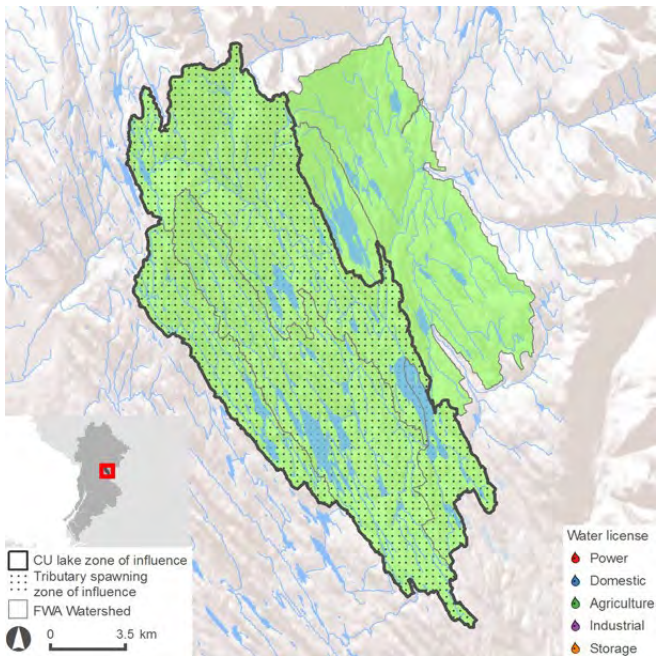 CU lake zone of influence
Tributary spawning
zone of influence
FWA Watershed
0 3.5 km
Water license
Power
Domestic
Agriculture
Industrial
Storage